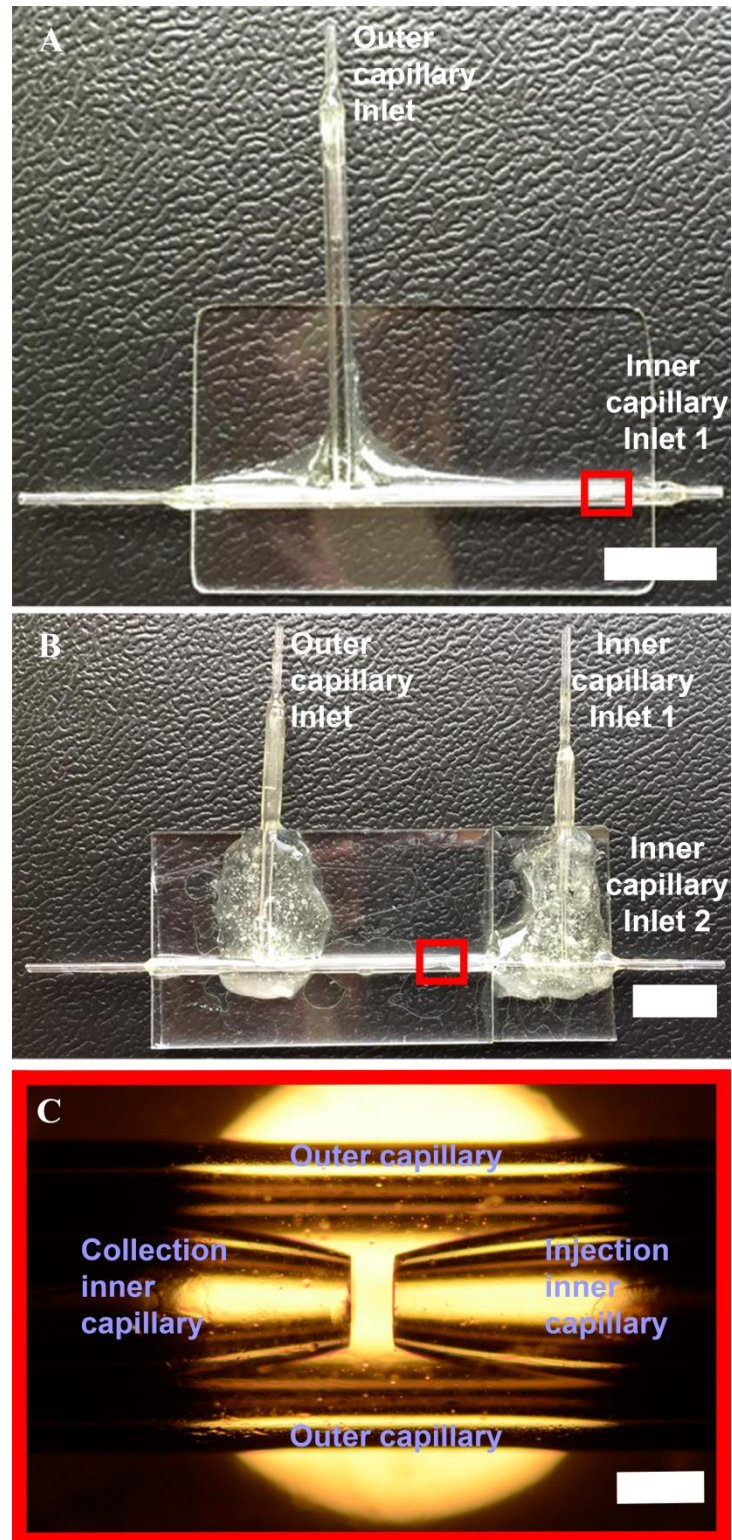 A
Outer
capillary
Inlet
Inner
capillary
Inlet 1
B
Outer
capillary
Inlet
Inner
capillary
Inlet 1
Inner
capillary
Inlet 2
C
Outer capillary
Collection
inner
capillary
Injection
inner
capillary
Outer capillary